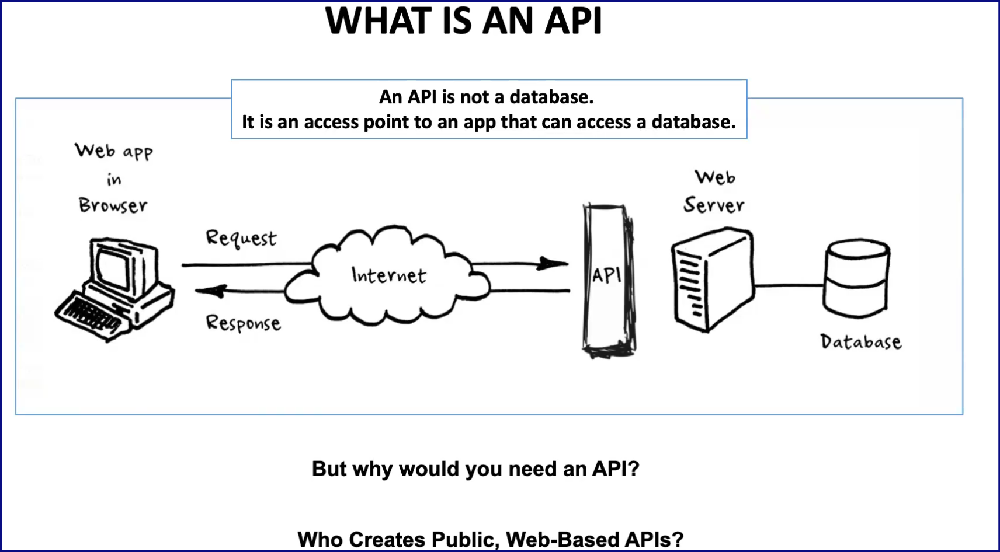 WHAT IS AN API
An API is not a database.
It is an access point to an app that can access a database.
Web app
in
Browser
Request
Internet
Response
API
Web
Server
Database
But why would you need an API?
Who Creates Public, Web-Based APIs?